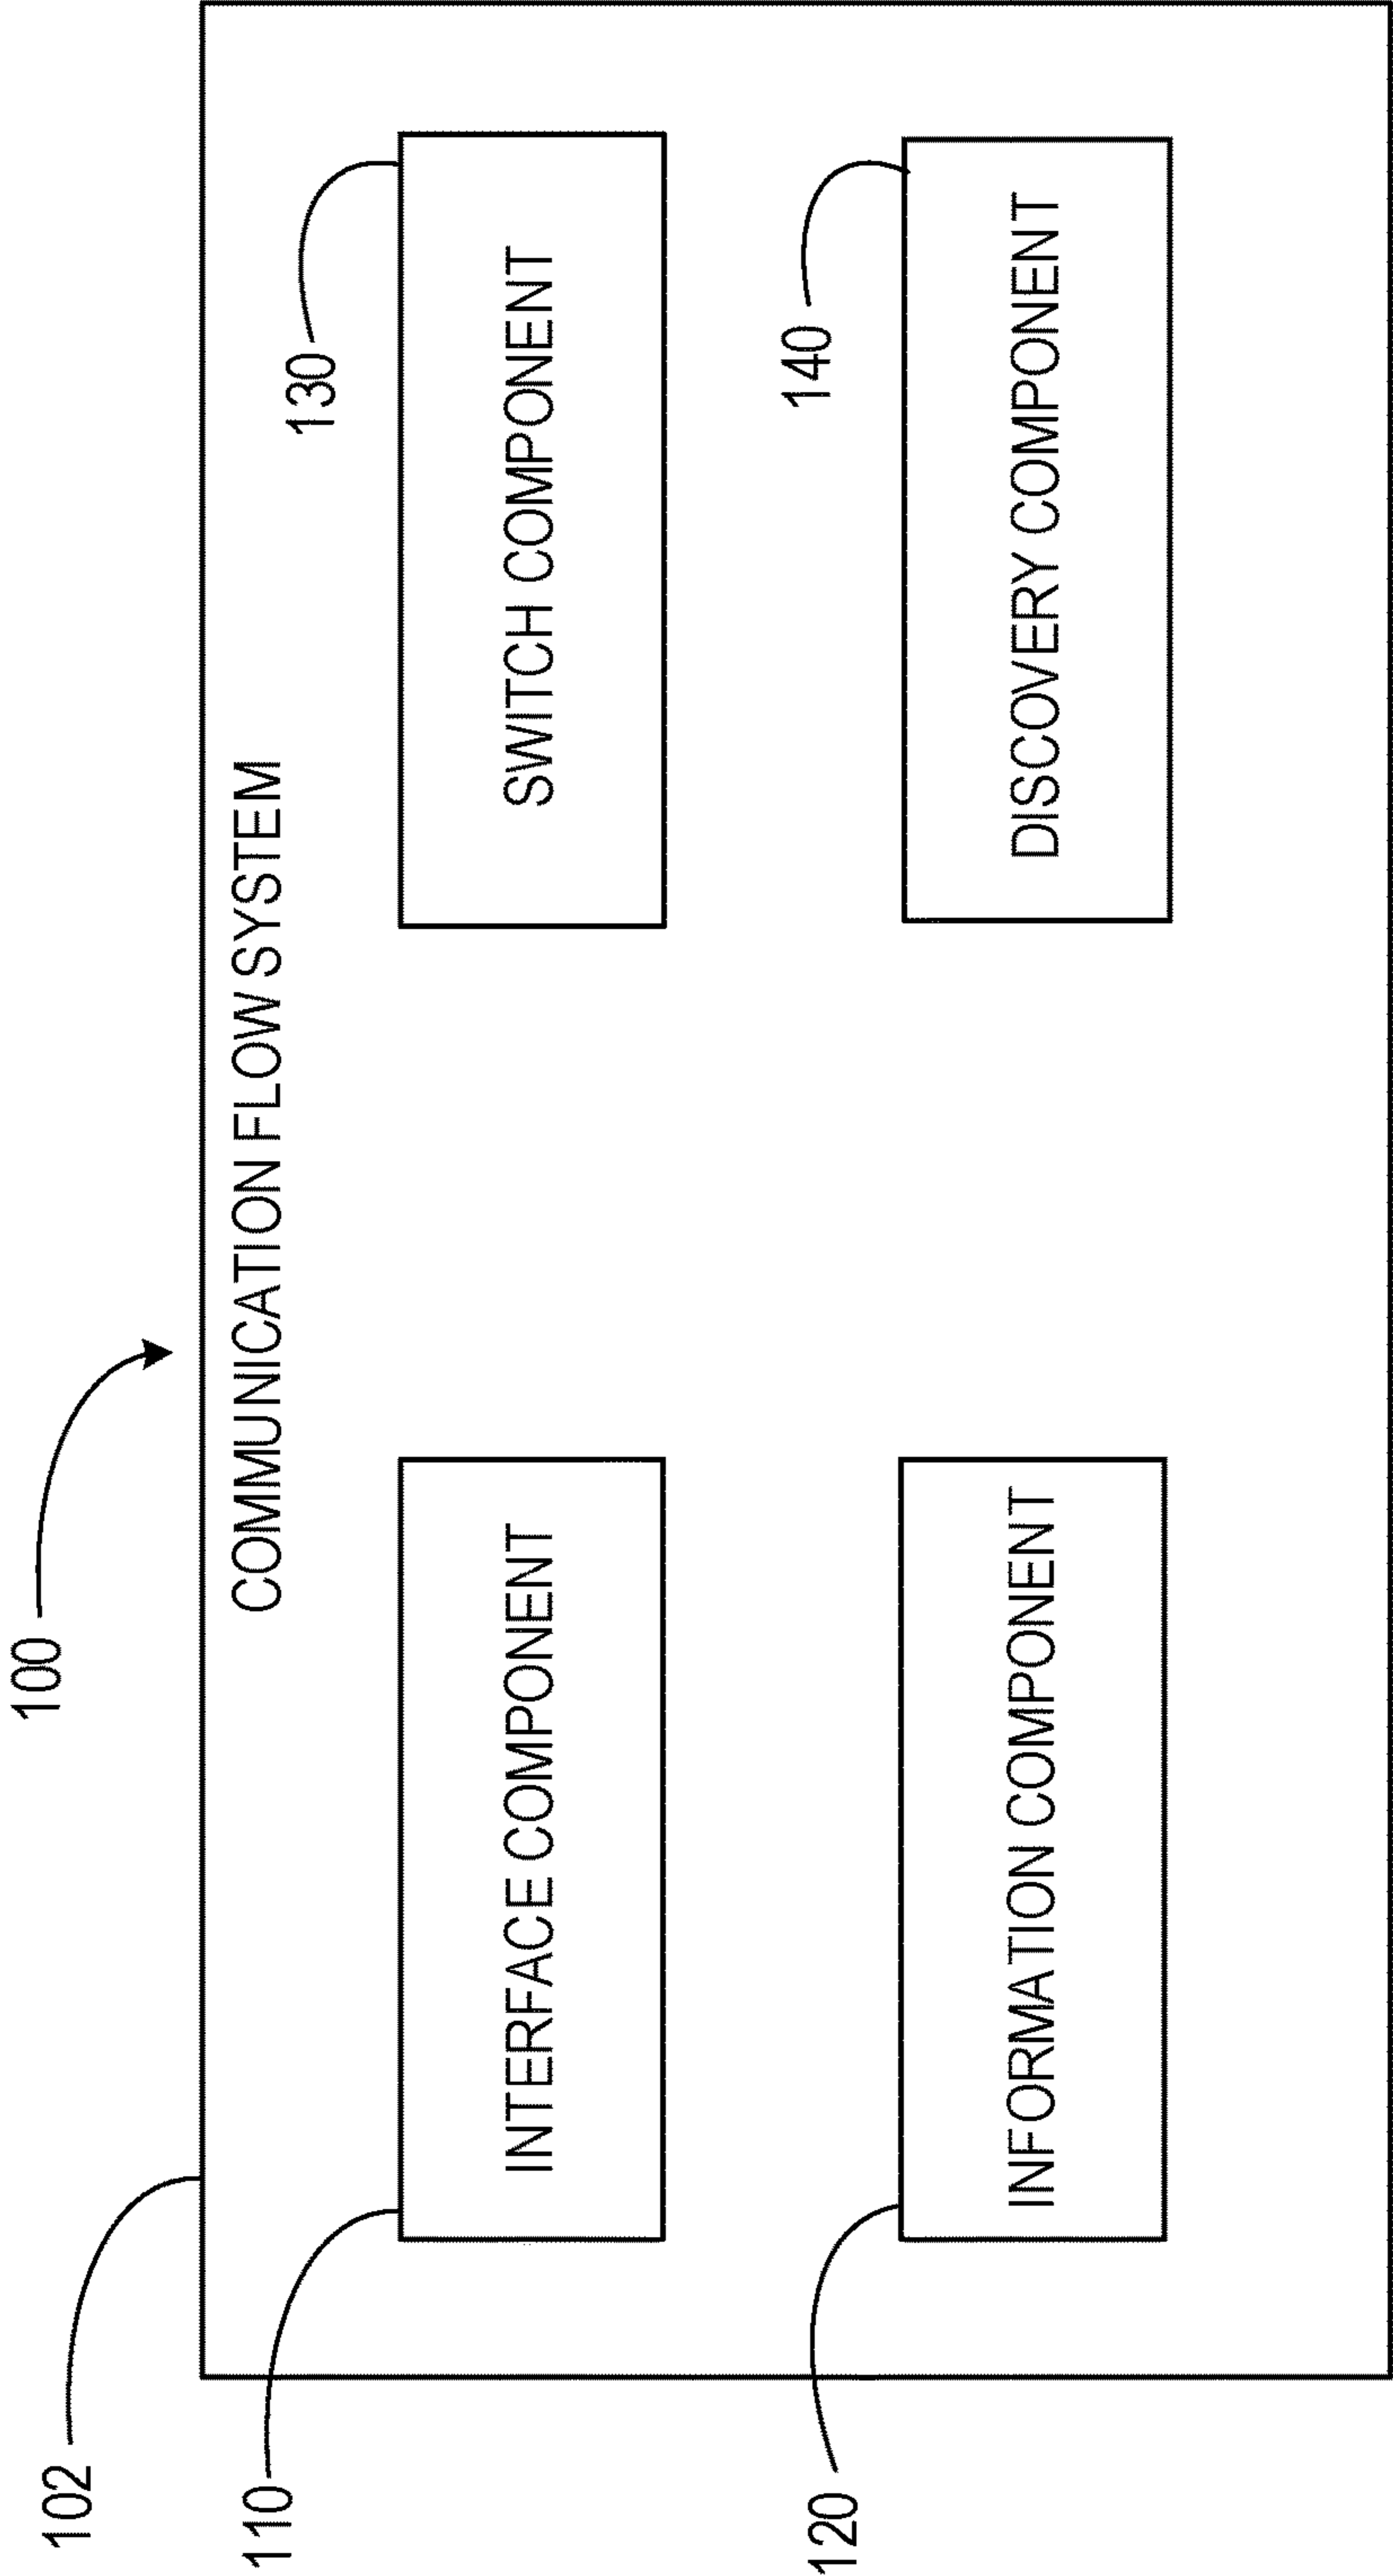 100
102
COMMUNICATION FLOW SYSTEM
110
INTERFACE COMPONENT
130
SWITCH COMPONENT
120
INFORMATION COMPONENT
140
DISCOVERY COMPONENT